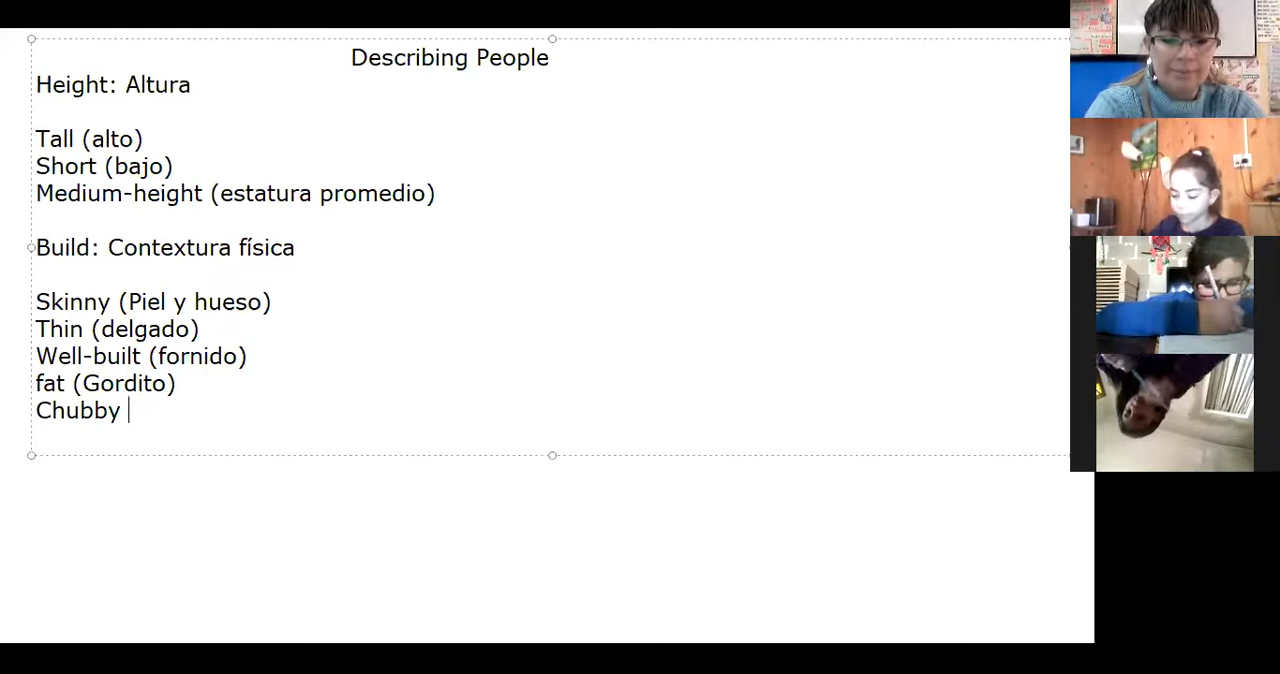 Describing People
Height: Altura
Tall (alto)
Short (bajo)
Medium-height (estatura promedio)
Build: Contextura física
Skinny (Piel y hueso)
Thin (delgado)
Well-built (fornido)
fat (Gordito)
Chubby